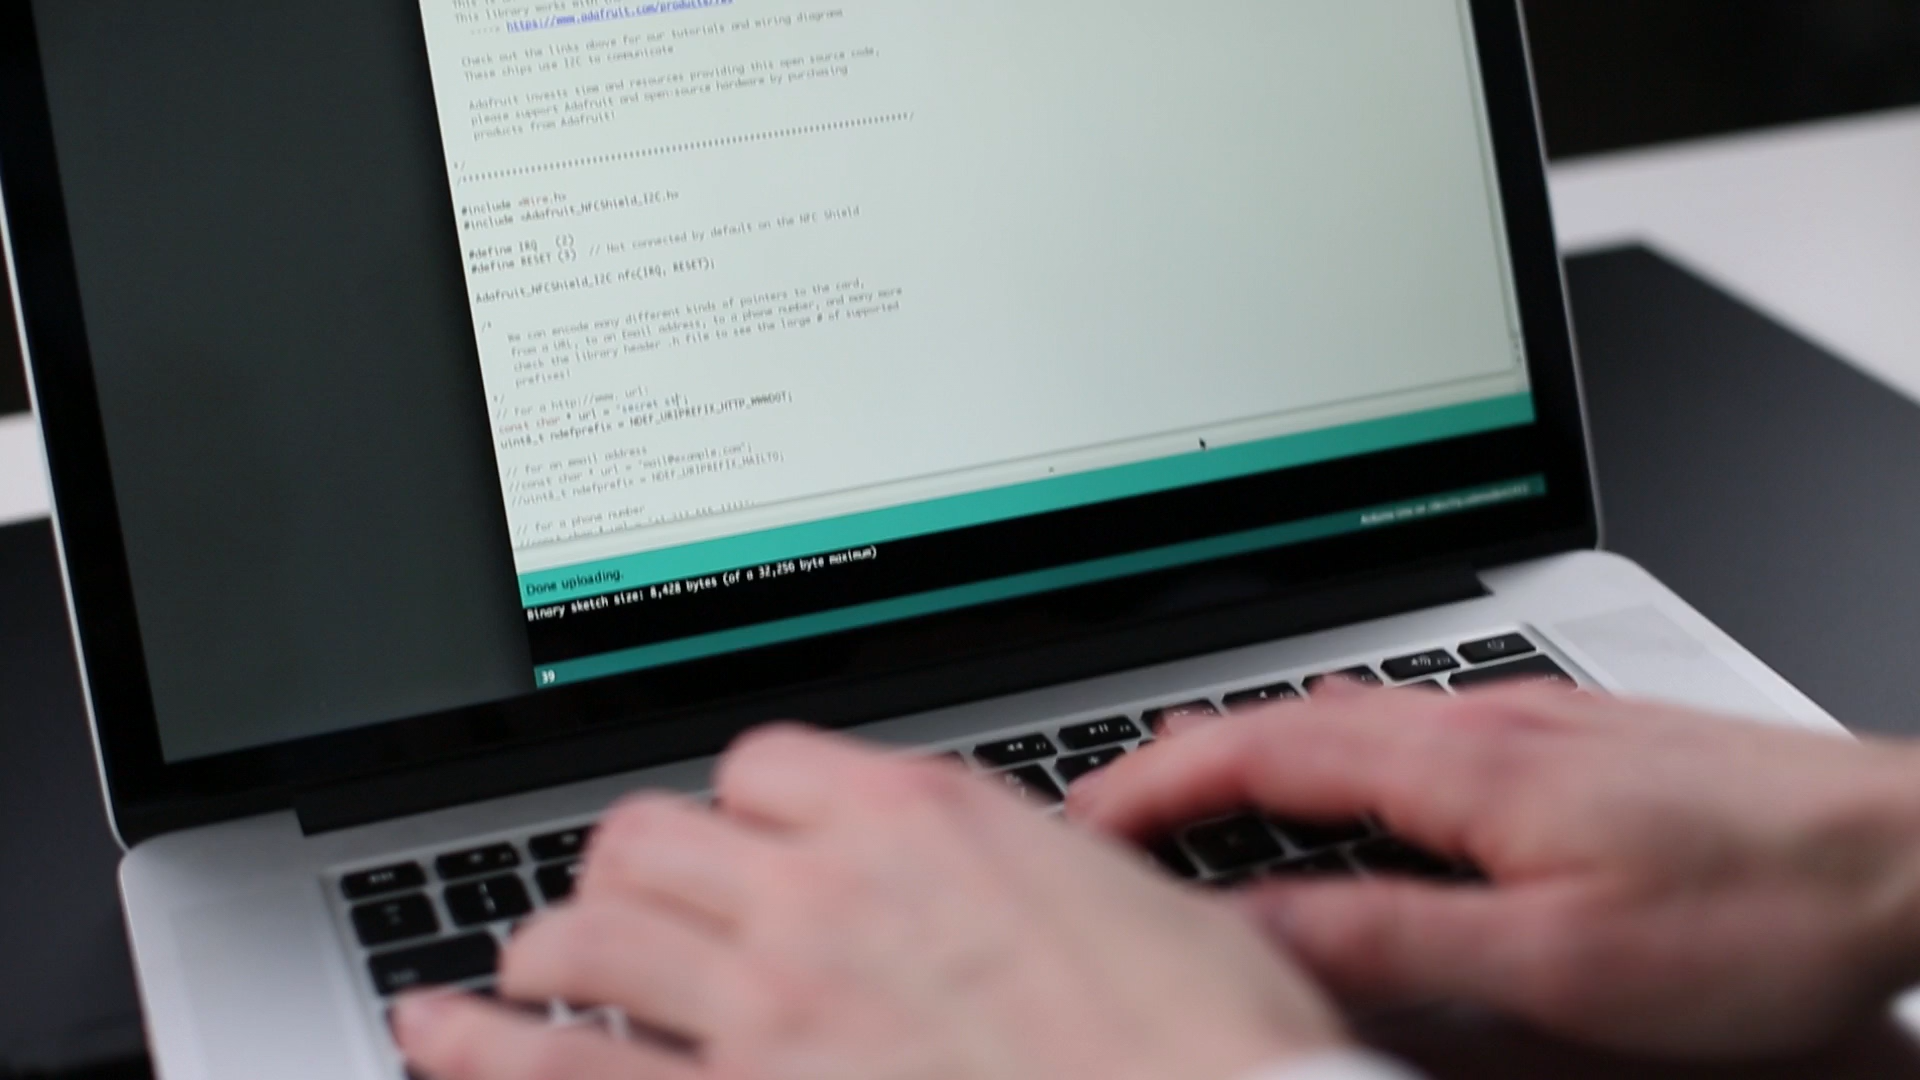 This library works with the
----> https://www.adafruit.com/products/
Check out the links above for our tutorials and wiring diagrams
These chips use I2C to communicate
Adafruit invests time and resources providing this open source code,
please support Adafruit and open-source hardware by purchasing
products from Adafruit!
*/
#include <Wire.h>
#include <Adafruit_NFCShield_I2C.h>
#define IRQ (2)
#define RESET (3) // Not connected by default on the NFC Shield
Adafruit_NFCShield_I2C nfc(IRQ, RESET);
/*
We can encode many different kinds of pointers to the card,
from a URL, to an Email address, to a phone number, and many more
check the library header .h file to see the large # of supported
prefixes!
*/
// For a http://www. url:
const char * url = "secret st";
uint8_t ndefprefix = NDEF_URIPREFIX_HTTP_WWWDOT;
// for an email address
//const char * url = "mail@example.com";
//uint8_t ndefprefix = NDEF_URIPREFIX_MAILTO;
// for a phone number
//const char * url =
Done uploading.
Binary sketch size: 8,428 bytes (of a 32,256 byte maximum)
Arduino Uno on
39